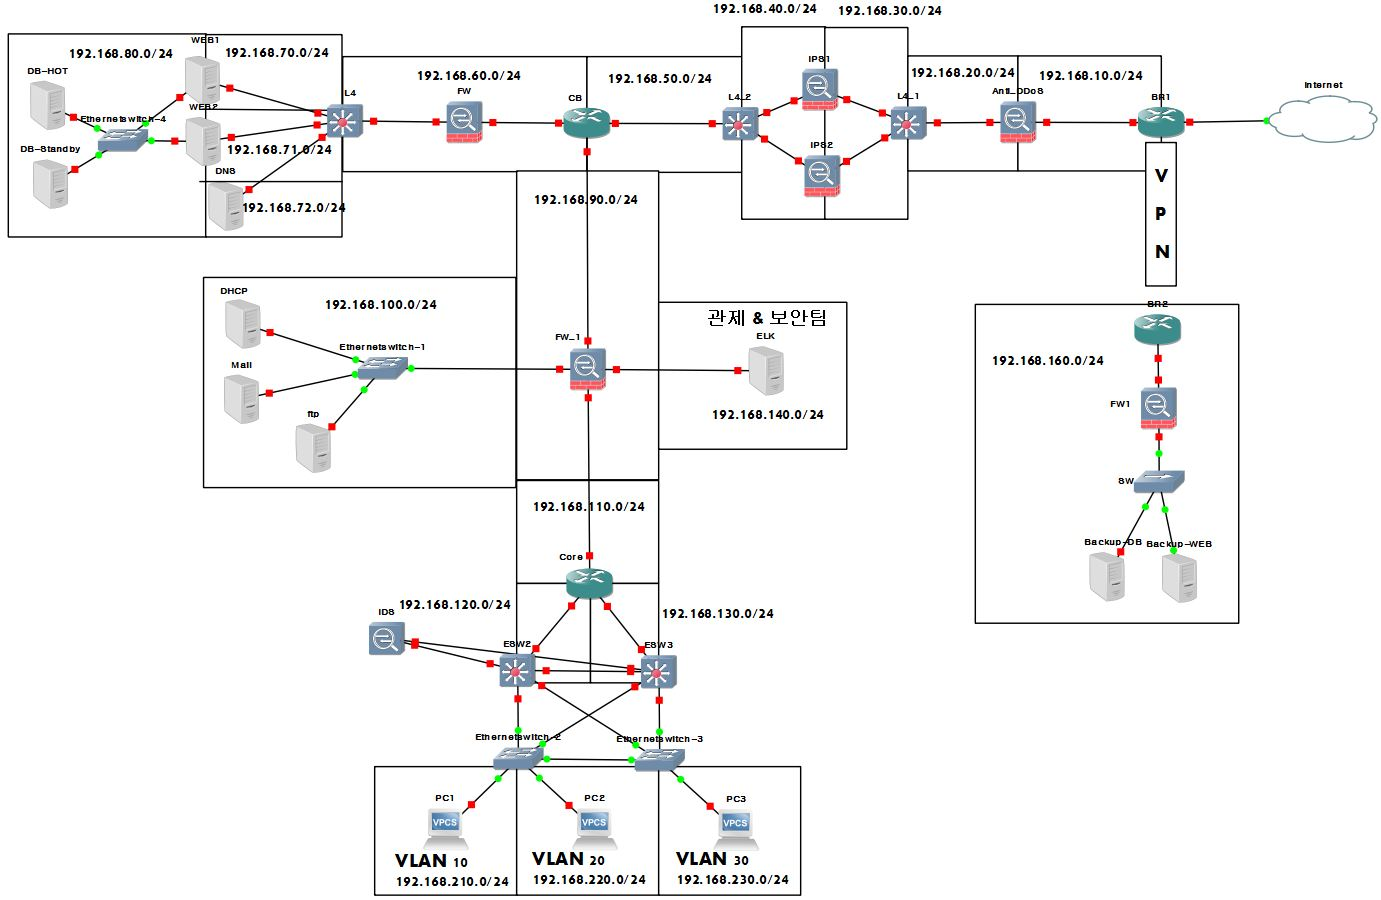 192.168.40.0/24
192.168.30.0/24
192.168.80.0/24
WEB1
192.168.70.0/24
DB-HOT
192.168.60.0/24
192.168.50.0/24
IPS1
192.168.20.0/24
192.168.10.0/24
Internet
WEB2
L4
FW
CB
L4_2
L4_1
Anti_DDoS
BR1
Ethernetswitch-4
DB-Standby
192.168.71.0/24
IPS2
DNS
192.168.72.0/24
192.168.90.0/24
V
P
N
DHCP
192.168.100.0/24
관제 & 보안팀
BR2
Ethernetswitch-1
FW_1
ELK
192.168.160.0/24
Mail
ftp
192.168.140.0/24
FW1
SW
192.168.110.0/24
Core
Backup-DB
Backup-WEB
IDS
192.168.120.0/24
192.168.130.0/24
ESW2
ESW3
Ethernetswitch-2
Ethernetswitch-3
PC1
PC2
PC3
VPCS
VPCS
VPCS
VLAN 10
VLAN 20
VLAN 30
192.168.210.0/24
192.168.220.0/24
192.168.230.0/24